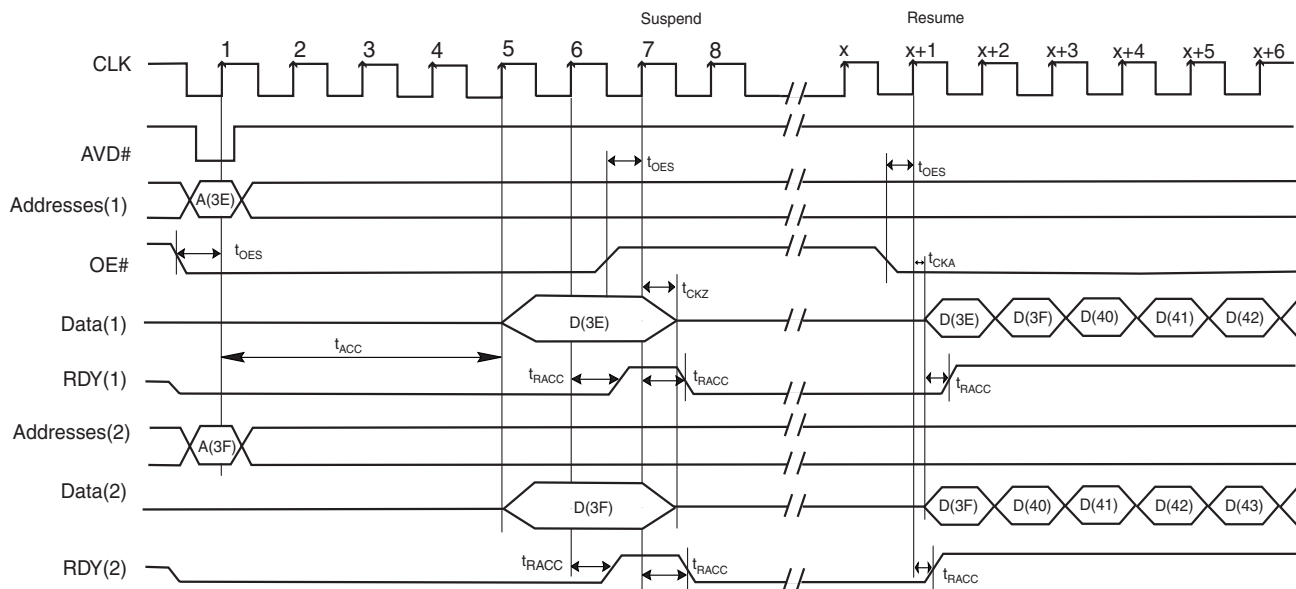 Suspend Resume
CLK 1 2 3 4 5 6 7 8 x x+1 x+2 x+3 x+4 x+5 x+6
AVD#
tOES tOES
Addresses(1) A(3E)
tOES
OE# tCKA
tCKZ
Data(1) D(3E) D(3E) D(3F) D(40) D(41) D(42)
tACC
RDY(1) tRACC tRACC tRACC
Addresses(2) A(3F)
Data(2) D(3F) D(3F) D(40) D(41) D(42) D(43)
RDY(2) tRACC tRACC tRACC